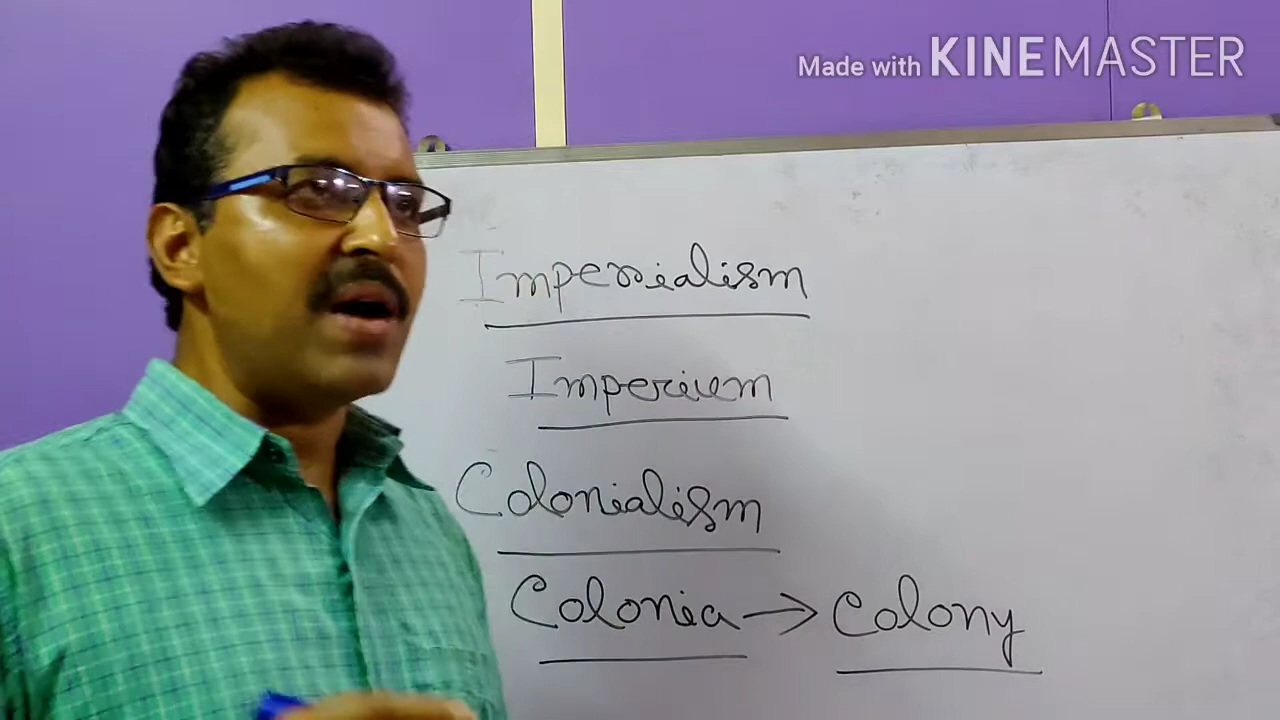 Made with KINEMASTER
Imperialism
Imperium
Colonialism
Colonia → Colony